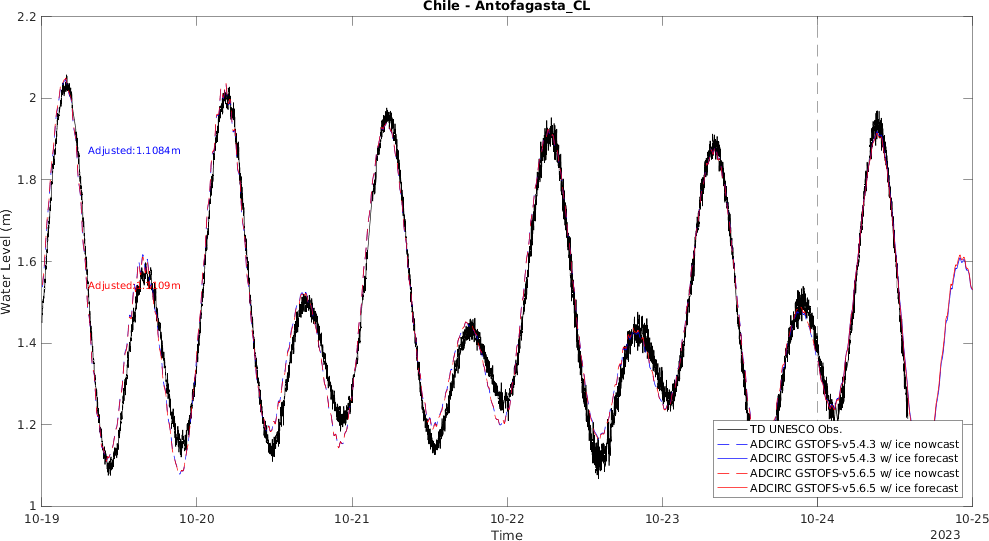 Chile - Antofagasta_CL
2.2
2
1.8
1.6
1.4
1.2
1
Water Level (m)
Adjusted:1.1084m
TD UNESCO Obs.
ADCIRC GSTOFS-v5.4.3 w/ ice nowcast
ADCIRC GSTOFS-v5.4.3 w/ ice forecast
ADCIRC GSTOFS-v5.6.5 w/ ice nowcast
ADCIRC GSTOFS-v5.6.5 w/ ice forecast
10-19
10-20
10-21
10-22
10-23
10-24
10-25
Time
2023